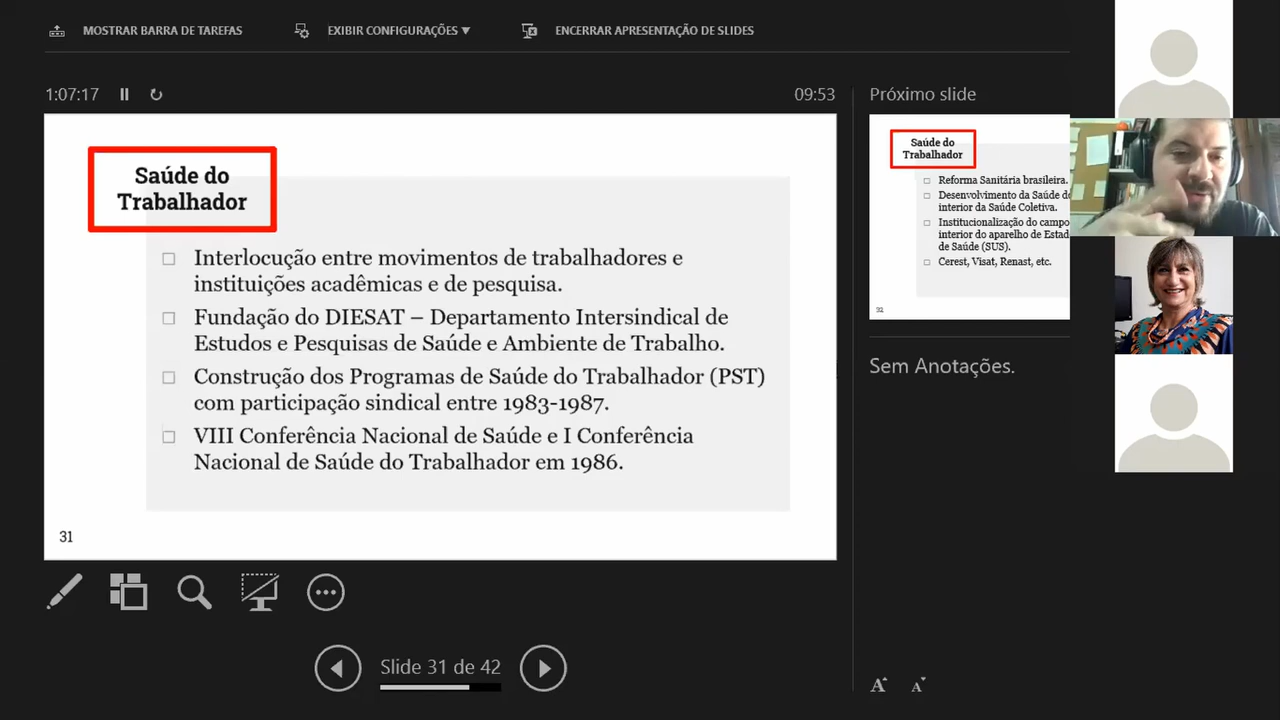 MOSTRAR BARRA DE TAREFAS
EXIBIR CONFIGURAÇÕES
ENCERRAR APRESENTAÇÃO DE SLIDES
1:07:17
09:53
Saúde do
Trabalhador
Interlocução entre movimentos de trabalhadores e
instituições acadêmicas e de pesquisa.
Fundação do DIESAT – Departamento Intersindical de
Estudos e Pesquisas de Saúde e Ambiente de Trabalho.
Construção dos Programas de Saúde do Trabalhador (PST)
com participação sindical entre 1983-1987.
VIII Conferência Nacional de Saúde e I Conferência
Nacional de Saúde do Trabalhador em 1986.
31
Slide 31 de 42
Próximo slide
Saúde do
Trabalhador
Reforma Sanitária brasileira.
Desenvolvimento da Saúde do
interior da Saúde Coletiva.
Institucionalização do campo
interior do aparelho de
de Saúde (SUS).
Cerest, Visat, Renast, etc.
32
Sem Anotações.
A A